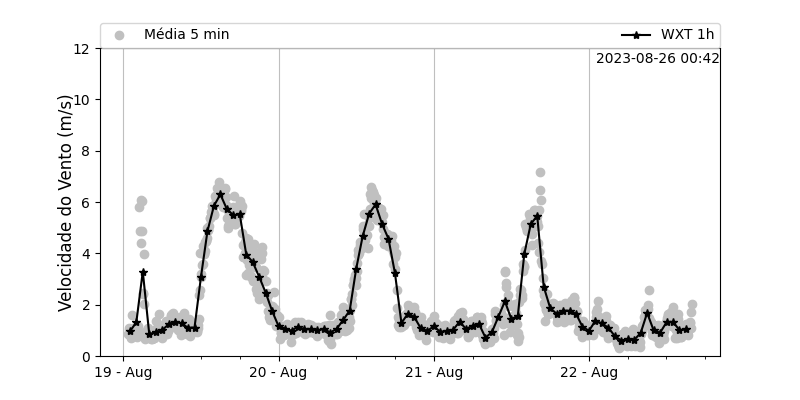 Média 5 min
WXT 1h
2023-08-26 00:42
Velocidade do Vento (m/s)
12
10
8
6
4
2
0
19 - Aug
20 - Aug
21 - Aug
22 - Aug